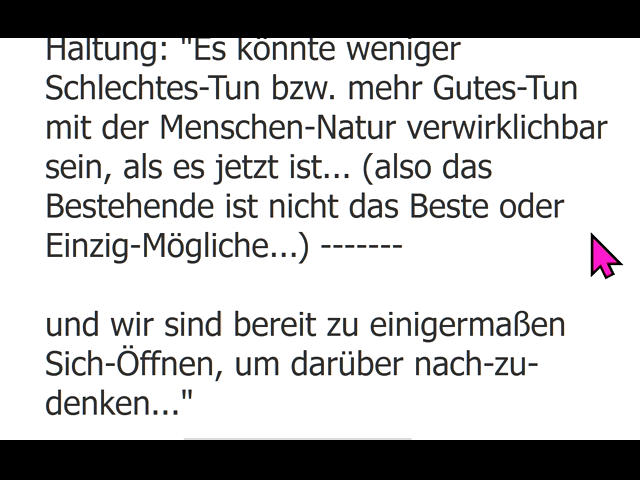 Haltung: "Es könnte weniger
Schlechtes-Tun bzw. mehr Gutes-Tun
mit der Menschen-Natur verwirklichbar
sein, als es jetzt ist... (also das
Bestehende ist nicht das Beste oder
Einzig-Mögliche...) -------
und wir sind bereit zu einigermaßen
Sich-Öffnen, um darüber nach-zu-
denken..."